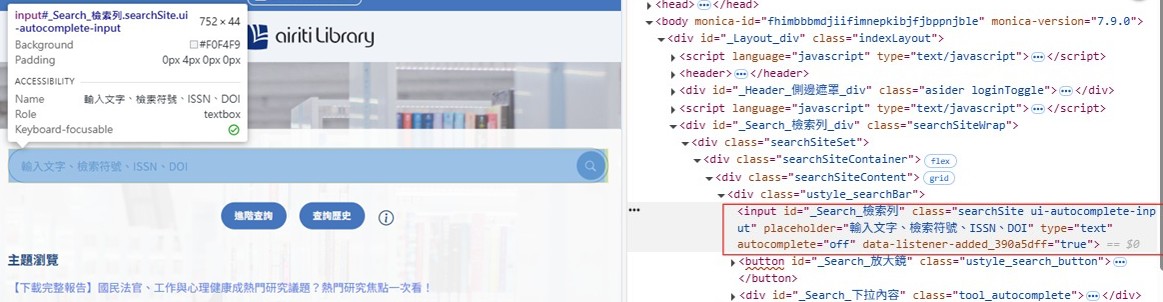 input#_Search_檢索列.searchSite.ui
-autocomplete-input
752 × 44
Background
#F0F4F9
Padding
0px 4px 0px 0px
ACCESSIBILITY
Name
輸入文字、檢索符號、ISSN、DOI
Role
textbox
Keyboard-focusable
airiti Library
輸入文字、檢索符號、ISSN、DOI
進階查詢
查詢歷史
主題瀏覽
【下載完整報告】國民法官、工作與心理健康成熱門研究議題？熱門研究焦點一次看！
<head> ••• </head>
<body monica-id="fhimbbbmdjiifimnepkibjfjbppnjble" monica-version="7.9.0">
<div id="_Layout_div" class="indexLayout">
<script language="javascript" type="text/javascript"> ••• </script>
<header> ••• </header>
<div id="_Header_側邊遮罩_div" class="asider loginToggle"> ••• </div>
<script language="javascript" type="text/javascript"> ••• </script>
<div id="_Search_檢索列_div" class="searchSiteWrap">
<div class="searchSiteSet">
<div class="searchSiteContainer"> flex
<div class="searchSiteContent"> grid
<div class="ustyle_searchBar">
<input id="_Search_檢索列" class="searchSite ui-autocomplete-inp
ut" placeholder="輸入文字、檢索符號、ISSN、DOI" type="text"
autocomplete="off" data-listener-added_390a5dff="true"> == $0
<button id="_Search_放大鏡" class="ustyle_search_button"> •••
</button>
<div id="_Search_下拉內容" class="tool_autocomplete"> ••• </div>